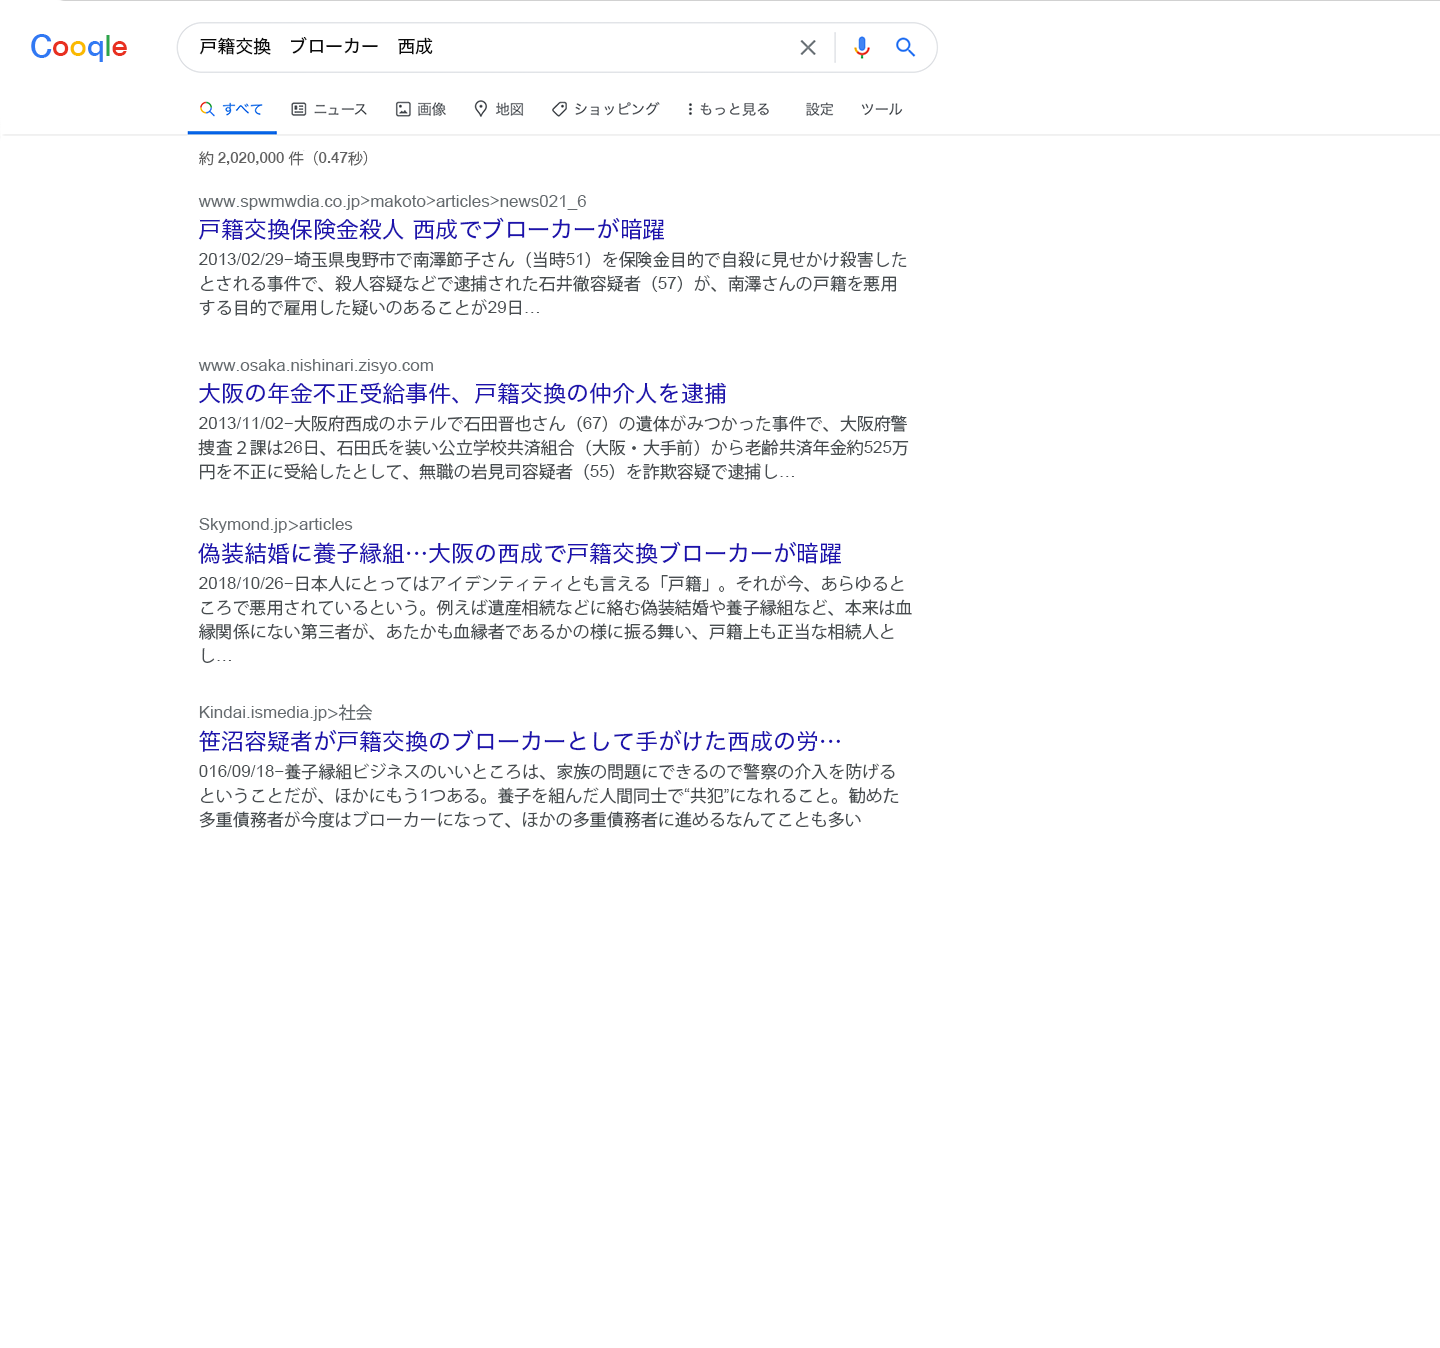 Cooqle
戸籍交換　ブローカー　西成
すべて ニュース 画像 地図 ショッピング もっと見る 設定 ツール
約 2,020,000 件（0.47秒）
www.spwmwdia.co.jp>makoto>articles>news021_6
戸籍交換保険金殺人 西成でブローカーが暗躍
2013/02/29−埼玉県曳野市で南澤節子さん（当時51）を保険金目的で自殺に見せかけ殺害した
とされる事件で、殺人容疑などで逮捕された石井徹容疑者（57）が、南澤さんの戸籍を悪用
する目的で雇用した疑いのあることが29日…
www.osaka.nishinari.zisyo.com
大阪の年金不正受給事件、戸籍交換の仲介人を逮捕
2013/11/02−大阪府西成のホテルで石田晋也さん（67）の遺体がみつかった事件で、大阪府警
捜査２課は26日、石田氏を装い公立学校共済組合（大阪・大手前）から老齢共済年金約525万
円を不正に受給したとして、無職の岩見司容疑者（55）を詐欺容疑で逮捕し…
Skymond.jp>articles
偽装結婚に養子縁組…大阪の西成で戸籍交換ブローカーが暗躍
2018/10/26−日本人にとってはアイデンティティとも言える「戸籍」。それが今、あらゆると
ころで悪用されているという。例えば遺産相続などに絡む偽装結婚や養子縁組など、本来は血
縁関係にない第三者が、あたかも血縁者であるかの様に振る舞い、戸籍上も正当な相続人と
し…
Kindai.ismedia.jp>社会
笹沼容疑者が戸籍交換のブローカーとして手がけた西成の労…
016/09/18−養子縁組ビジネスのいいところは、家族の問題にできるので警察の介入を防げる
ということだが、ほかにもう1つある。養子を組んだ人間同士で“共犯”になれること。勧めた
多重債務者が今度はブローカーになって、ほかの多重債務者に進めるなんてことも多い